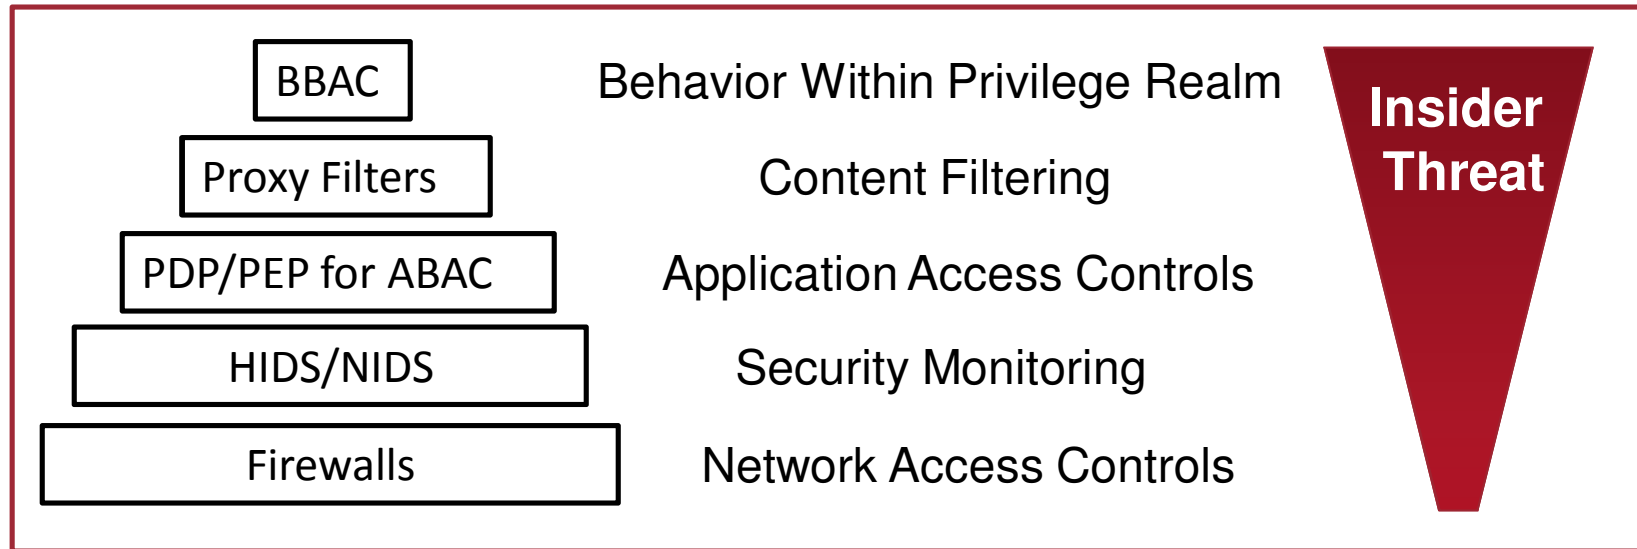 BBAC
Behavior Within Privilege Realm
Insider
Threat
Proxy Filters
Content Filtering
PDP/PEP for ABAC
Application Access Controls
HIDS/NIDS
Security Monitoring
Firewalls
Network Access Controls